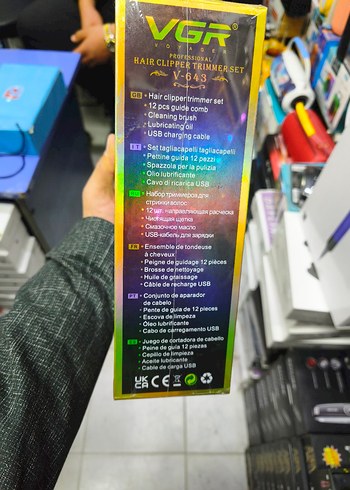 VGR®
VOYAGER
PROFESSIONAL
HAIR CLIPPER TRIMMER SET
V-643
GB • Hair clippertrimmer set
• 12 pcs guide comb
• Cleaning brush
• Lubricating oil
• USB charging cable
IT • Set tagliacapelli tagliacapelli
• Pettine guida 12 pezzi
• Spazzola per la pulizia
• Olio lubrificante
• Cavo di ricarica USB
RU • Набор триммеров для
стрижки волос
• 12 шт. направляющая расческа
• Чистящая щетка
• Смазочное масло
• USB-кабель для зарядки
FR • Ensemble de tondeuse
à cheveux
• Peigne de guidage 12 pièces
• Brosse de nettoyage
• Huile de graissage
• Câble de recharge USB
PT • Conjunto de aparador
de cabelo
• Pente de guia de 12 pieces
• Escova de limpeza
• Óleo lubrificante
• Cabo de carregamento USB
ES • Juego de cortadora de cabello
• Peine de guia 12 piezas
• Cepillo de limpieza
• Aceite lubricante
• Cable de carga USB
UK
CA CE